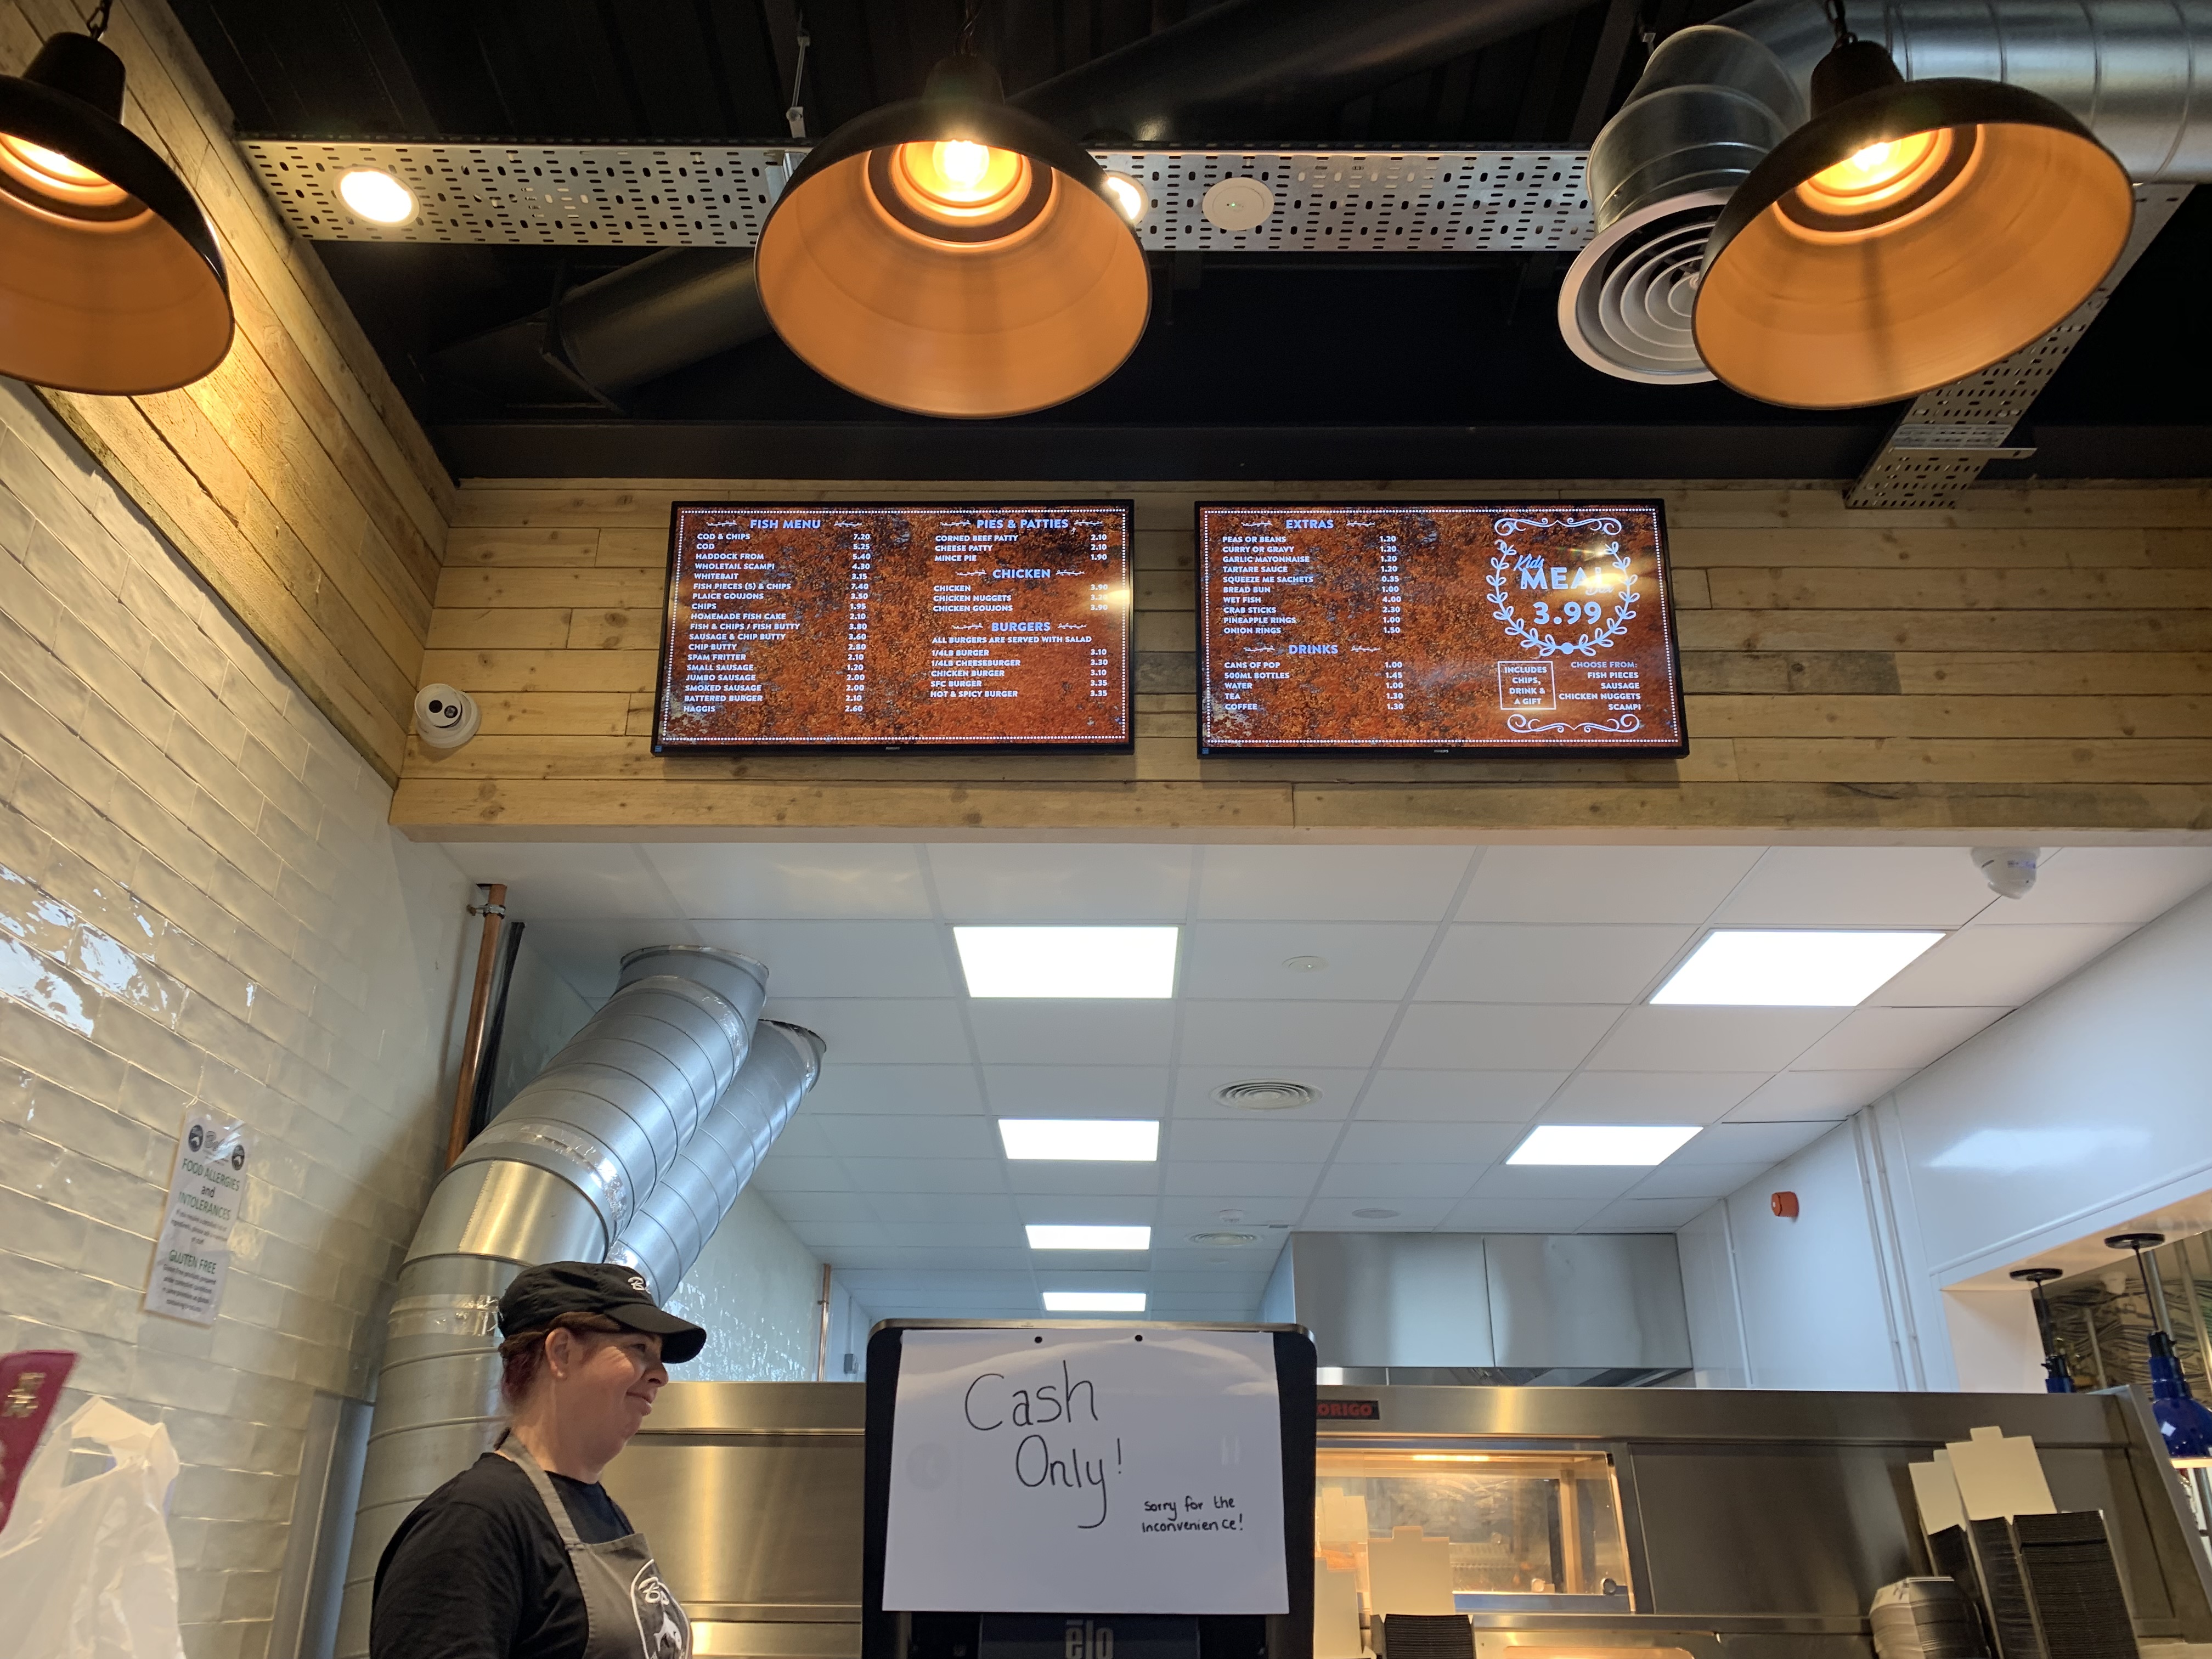 FISH MENU
COD & CHIPS 7.20
COD 5.25
HADDOCK FROM 5.40
WHOLETAIL SCAMPI 4.30
WHITEBAIT 3.15
FISH PIECES (5) & CHIPS 7.40
PLAICE GOUJONS 3.50
CHIPS 1.95
HOMEMADE FISH CAKE 2.10
FISH & CHIPS / FISH BUTTY 3.80
SAUSAGE & CHIP BUTTY 3.60
CHIP BUTTY 2.80
SPAM FRITTER 2.10
SMALL SAUSAGE 1.20
JUMBO SAUSAGE 2.00
SMOKED SAUSAGE 2.00
BATTERED BURGER 2.10
HAGGIS 2.60
PIES & PATTIES
CORNED BEEF PATTY 2.10
CHEESE PATTY 2.10
MINCE PIE 1.90
CHICKEN
CHICKEN 3.90
CHICKEN NUGGETS
CHICKEN GOUJONS 3.90
BURGERS
ALL BURGERS ARE SERVED WITH SALAD
1/4LB BURGER 3.10
1/4LB CHEESEBURGER 3.30
CHICKEN BURGER 3.10
SFC BURGER 3.35
HOT & SPICY BURGER 3.35
EXTRAS
PEAS OR BEANS 1.20
CURRY OR GRAVY 1.20
GARLIC MAYONNAISE 1.20
TARTARE SAUCE 1.20
SQUEEZE ME SACHETS 0.35
BREAD BUN 1.00
WET FISH 4.00
CRAB STICKS 2.30
PINEAPPLE RINGS 1.00
ONION RINGS 1.50
DRINKS
CANS OF POP 1.00
500ML BOTTLES 1.45
WATER 1.00
TEA 1.30
COFFEE 1.30
Kids
MEAL
3.99
INCLUDES
CHIPS,
DRINK &
A GIFT
CHOOSE FROM:
FISH PIECES
SAUSAGE
CHICKEN NUGGETS
SCAMPI
FOOD ALLERGIES
and
INTOLERANCES
GLUTEN FREE
Cash
Only!
Sorry for the
inconvenience!
elo
ORIGO